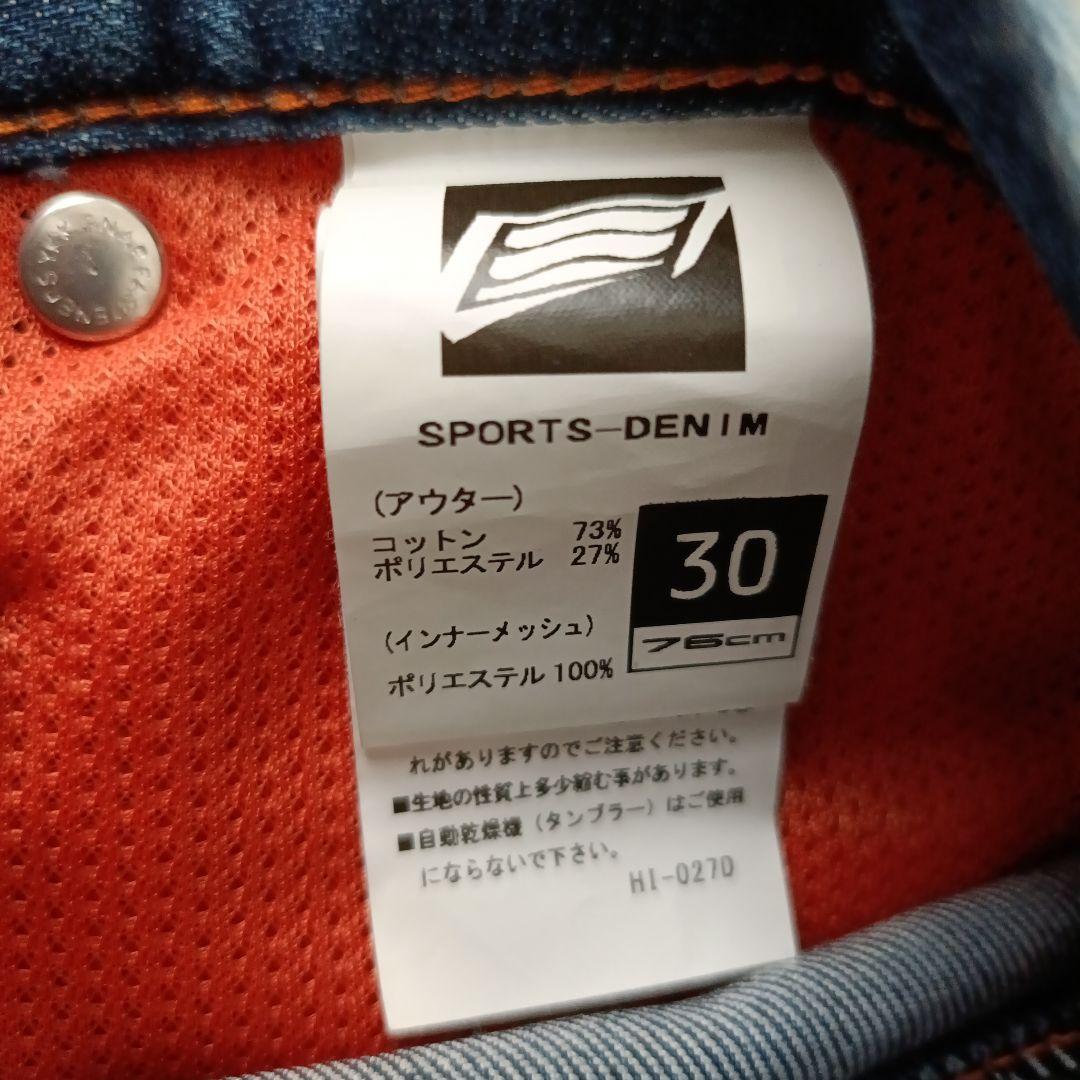 SPORTS-DENIM
(アウター)
コットン 73%
ポリエステル 27%
30
76cm
(インナーメッシュ)
ポリエステル 100%
れがありますのでご注意ください。
■生地の性質上多少縮む事があります。
■自動乾燥機(タンブラー)はご使用
にならないで下さい。
HI-0270
YKK SNAP FASTENERS